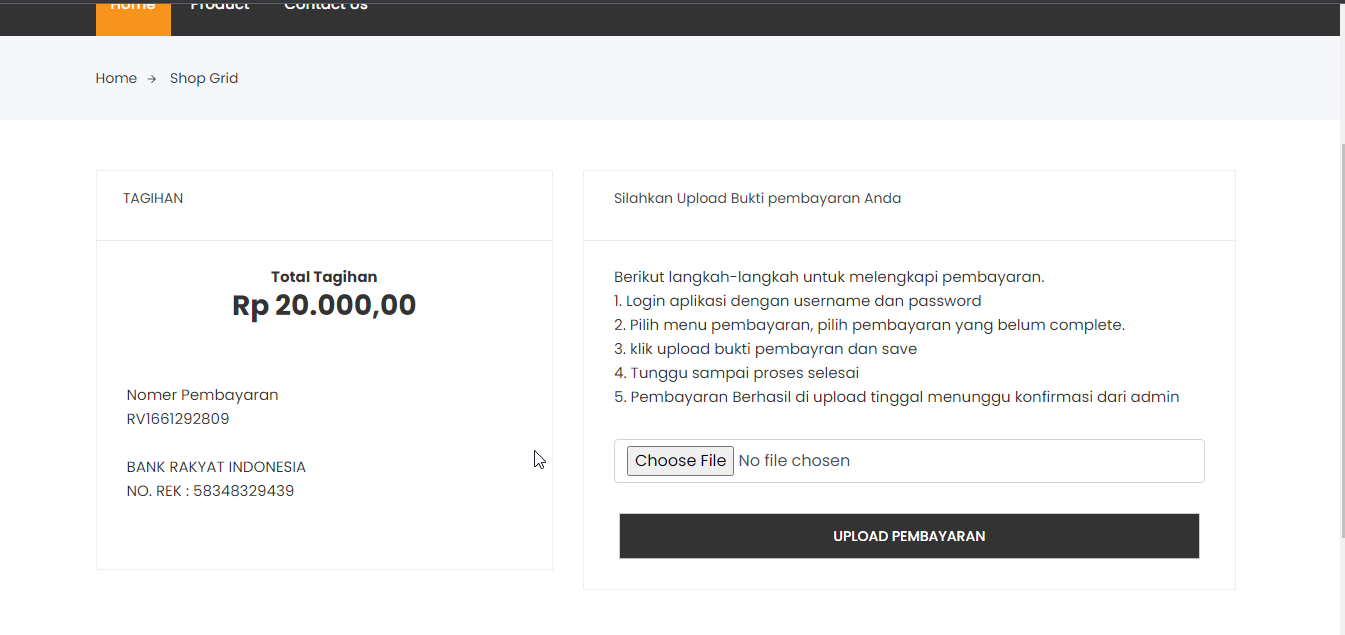 Home Product Contact Us
Home → Shop Grid
TAGIHAN
Total Tagihan
Rp 20.000,00
Nomer Pembayaran
RV1661292809
BANK RAKYAT INDONESIA
NO. REK : 58348329439
Silahkan Upload Bukti pembayaran Anda
Berikut langkah-langkah untuk melengkapi pembayaran.
1. Login aplikasi dengan username dan password
2. Pilih menu pembayaran, pilih pembayaran yang belum complete.
3. klik upload bukti pembayran dan save
4. Tunggu sampai proses selesai
5. Pembayaran Berhasil di upload tinggal menunggu konfirmasi dari admin
Choose File No file chosen
UPLOAD PEMBAYARAN